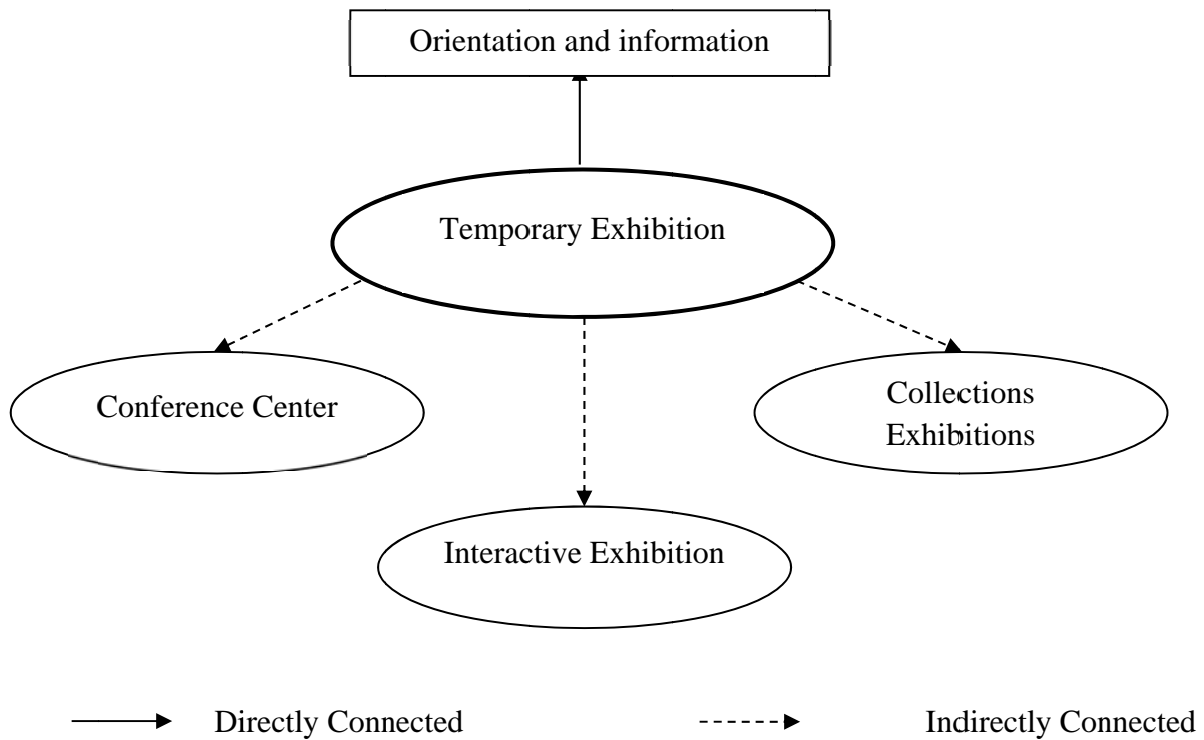 Orientation and information
Temporary Exhibition
Conference Center
Collections
Exhibitions
Interactive Exhibition
Directly Connected
Indirectly Connected